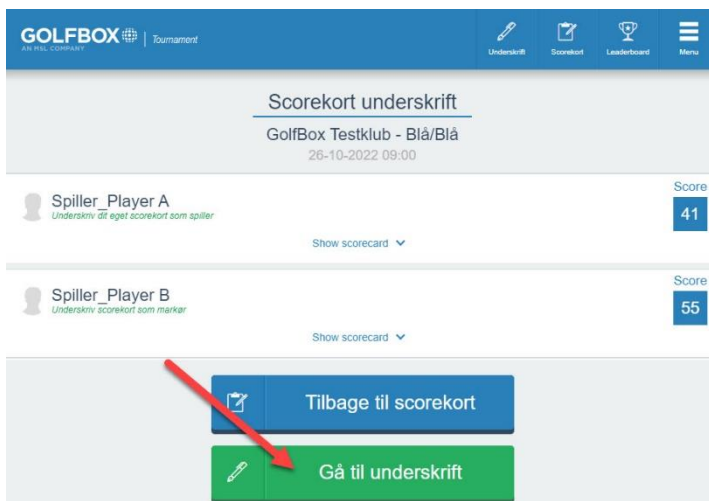 GOLFBOX | Tournament
AN MSL COMPANY
Underskrift Scorekort Leaderboard Menu
Scorekort underskrift
GolfBox Testklub - Blå/Blå
26-10-2022 09:00
Spiller_Player A
Underskriv dit eget scorekort som spiller
Score
41
Show scorecard
Spiller_Player B
Underskriv scorekort som markør
Score
55
Show scorecard
Tilbage til scorekort
Gå til underskrift